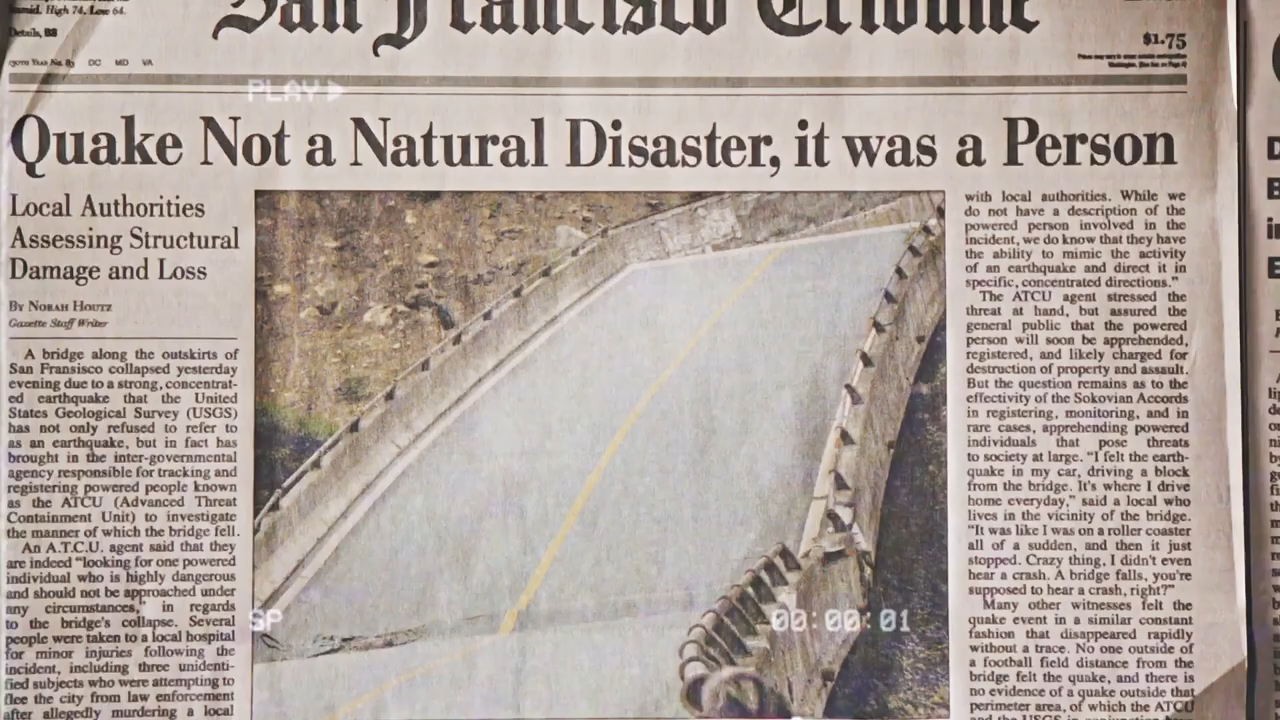 San Francisco Tribune
Humid. High 74. Low 64.
Details, B8
DC MD VA
$1.75
PLAY
Quake Not a Natural Disaster, it was a Person
Local Authorities
Assessing Structural
Damage and Loss
By Norah Houtz
Gazette Staff Writer
A bridge along the outskirts of
San Fransisco collapsed yesterday
evening due to a strong, concentrat-
ed earthquake that the United
States Geological Survey (USGS)
has not only refused to refer to
as an earthquake, but in fact has
brought in the inter-governmental
agency responsible for tracking and
registering powered people known
as the ATCU (Advanced Threat
Containment Unit) to investigate
the manner of which the bridge fell.
An A.T.C.U. agent said that they
are indeed "looking for one powered
individual who is highly dangerous
and should not be approached under
any circumstances," in regards
to the bridge's collapse. Several
people were taken to a local hospital
for minor injuries following the
incident, including three unidenti-
fied subjects who were attempting to
flee the city from law enforcement
after allegedly murdering a local
SP
00:00:01
with local authorities. While we
do not have a description of the
powered person involved in the
incident, we do know that they have
the ability to mimic the activity
of an earthquake and direct it in
specific, concentrated directions."
The ATCU agent stressed the
threat at hand, but assured the
general public that the powered
person will soon be apprehended,
registered, and likely charged for
destruction of property and assault.
But the question remains as to the
effectivity of the Sokovian Accords
in registering, monitoring, and in
rare cases, apprehending powered
individuals that pose threats
to society at large. "I felt the earth-
quake in my car, driving a block
from the bridge. It's where I drive
home everyday," said a local who
lives in the vicinity of the bridge.
"It was like I was on a roller coaster
all of a sudden, and then it just
stopped. Crazy thing, I didn't even
hear a crash. A bridge falls, you're
supposed to hear a crash, right?"
Many other witnesses felt the
quake event in a similar constant
fashion that disappeared rapidly
without a trace. No one outside of
a football field distance from the
bridge felt the quake, and there is
no evidence of a quake outside that
perimeter area, of which the ATCU
and the USGS in conjunction